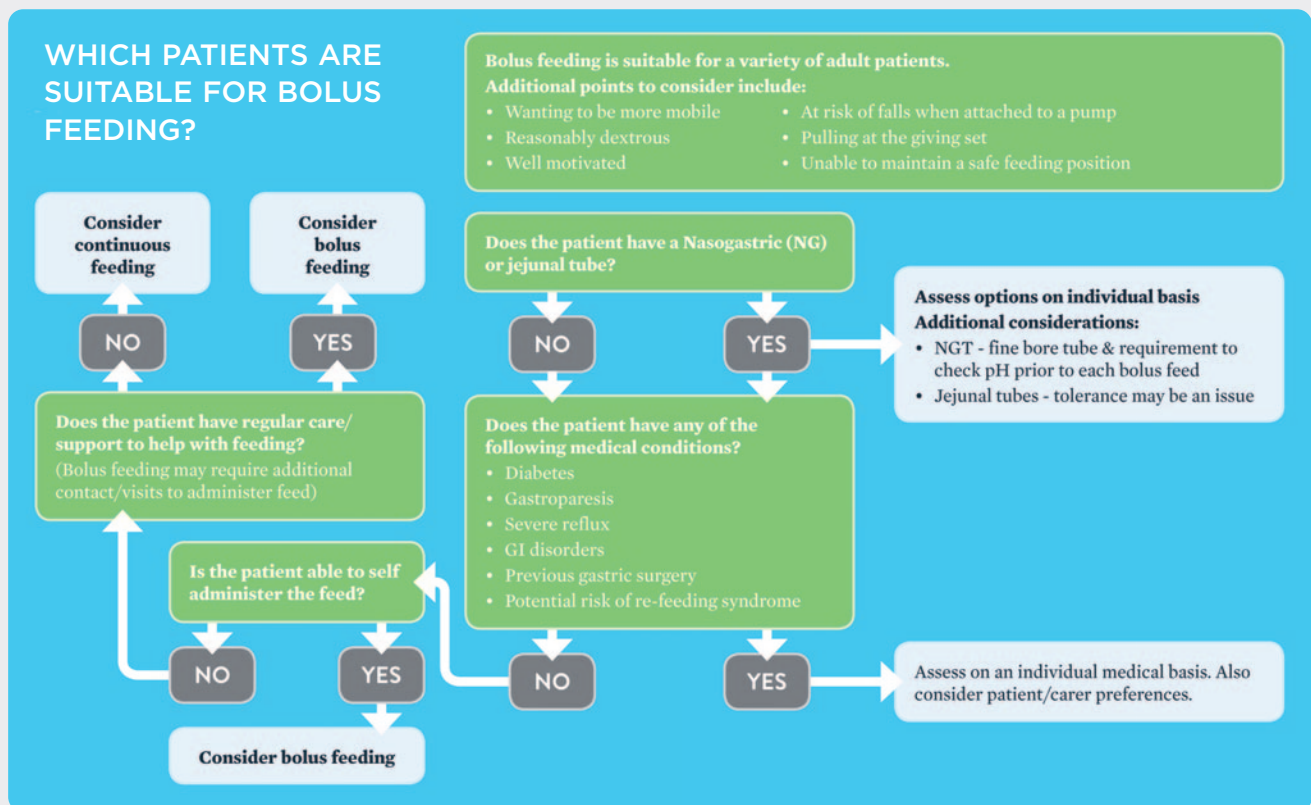 WHICH PATIENTS ARE
SUITABLE FOR BOLUS
FEEDING?
Bolus feeding is suitable for a variety of adult patients.
Additional points to consider include:
• Wanting to be more mobile
• Reasonably dextrous
• Well motivated
• At risk of falls when attached to a pump
• Pulling at the giving set
• Unable to maintain a safe feeding position
Does the patient have a Nasogastric (NG)
or jejunal tube?
NO
YES
Assess options on individual basis
Additional considerations:
• NGT - fine bore tube & requirement to
check pH prior to each bolus feed
• Jejunal tubes - tolerance may be an issue
Does the patient have any of the
following medical conditions?
• Diabetes
• Gastroparesis
• Severe reflux
• GI disorders
• Previous gastric surgery
• Potential risk of re-feeding syndrome
NO
YES
Assess on an individual medical basis. Also
consider patient/carer preferences.
Is the patient able to self
administer the feed?
NO
YES
Consider bolus feeding
Does the patient have regular care/
support to help with feeding?
(Bolus feeding may require additional
contact/visits to administer feed)
NO
YES
Consider
continuous
feeding
Consider
bolus
feeding